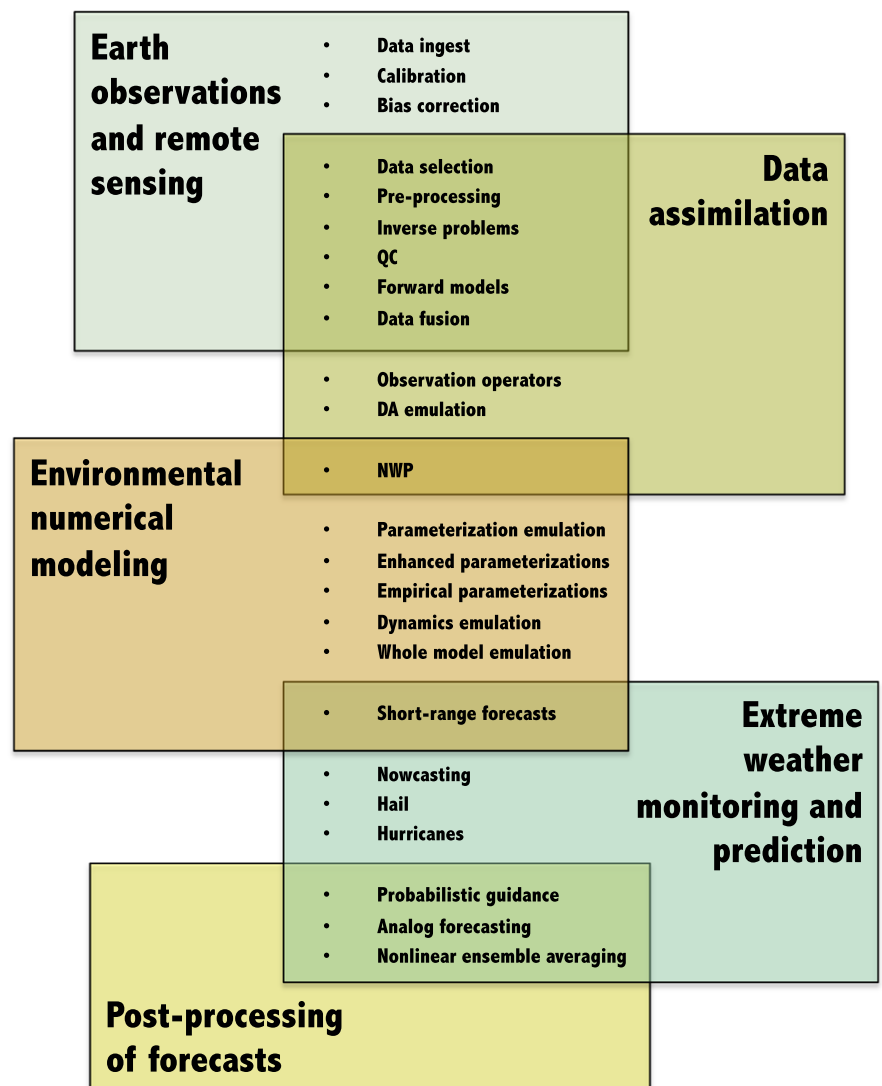 Earth
observations
and remote
sensing
• Data ingest
• Calibration
• Bias correction
• Data selection
• Pre-processing
• Inverse problems
• QC
• Forward models
• Data fusion
Data
assimilation
• Observation operators
• DA emulation
• NWP
Environmental
numerical
modeling
• Parameterization emulation
• Enhanced parameterizations
• Empirical parameterizations
• Dynamics emulation
• Whole model emulation
• Short-range forecasts
Extreme
weather
monitoring and
prediction
• Nowcasting
• Hail
• Hurricanes
• Probabilistic guidance
• Analog forecasting
• Nonlinear ensemble averaging
Post-processing
of forecasts